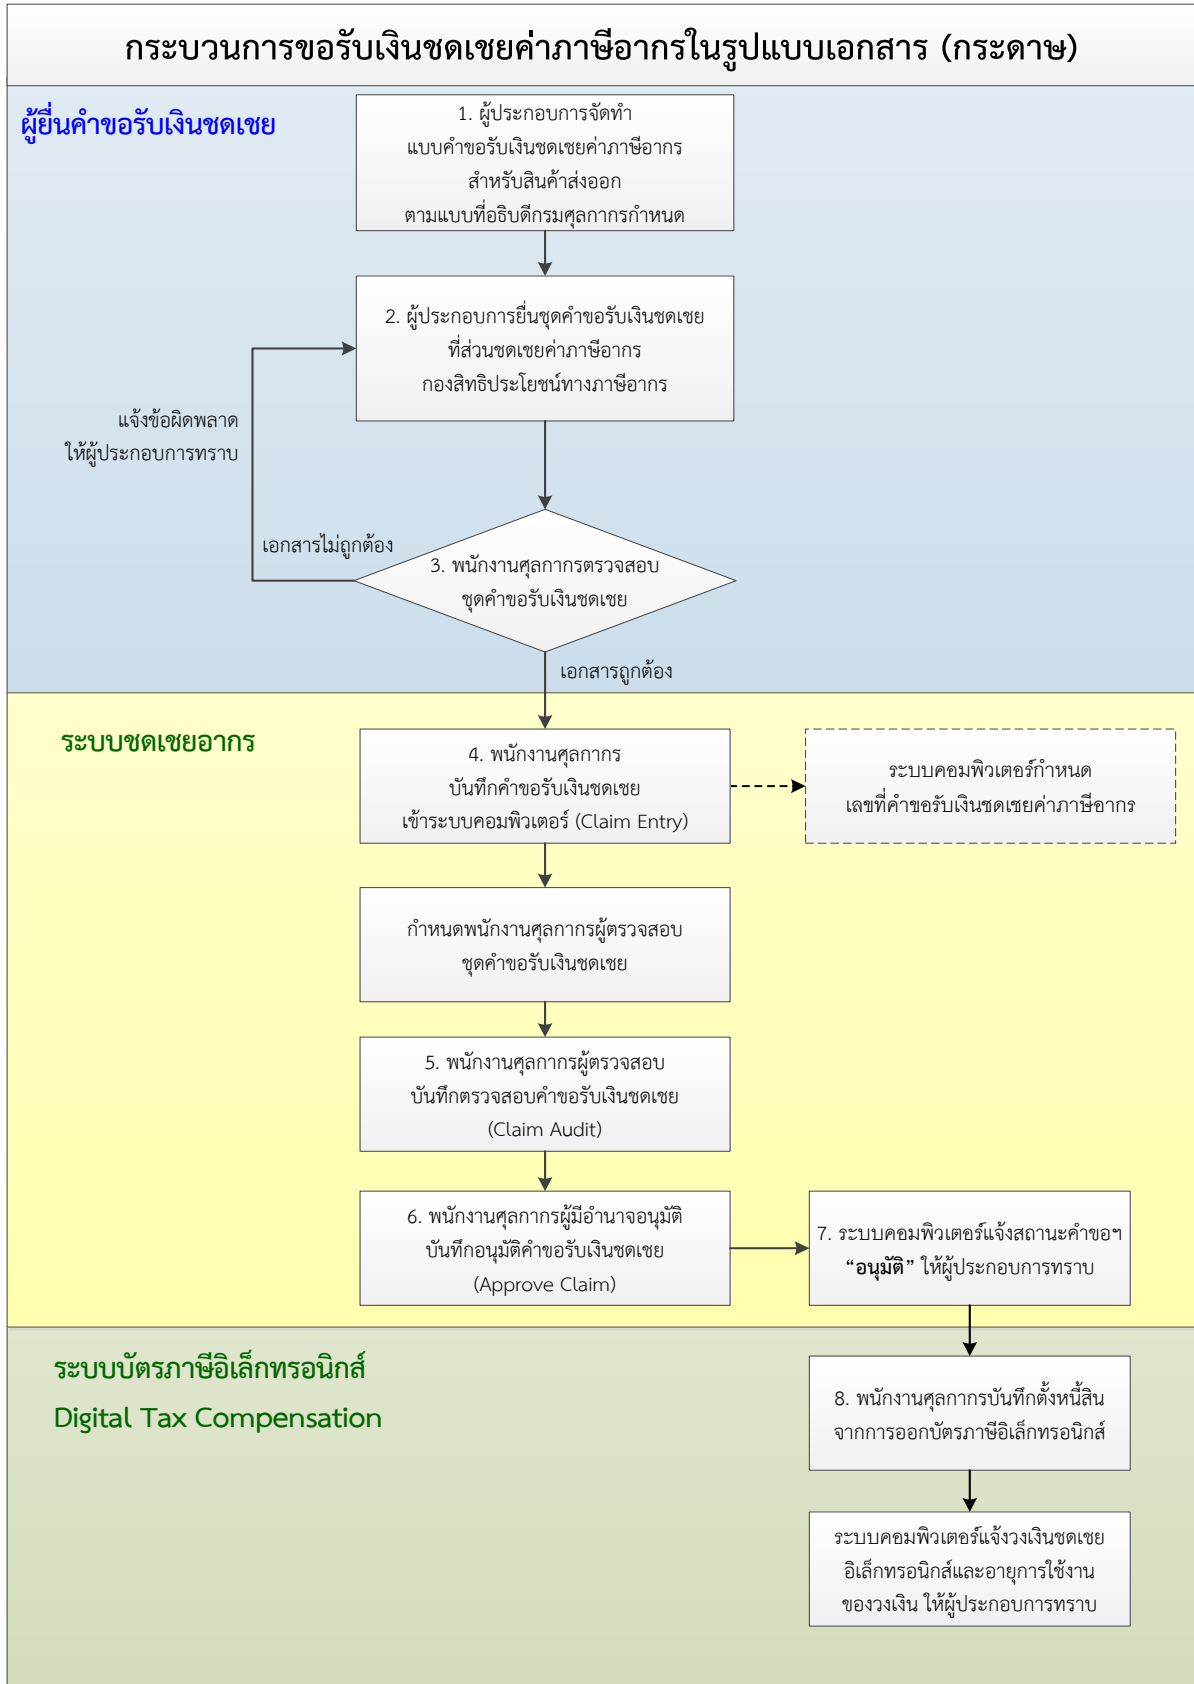 กระบวนการขอรับเงินชดเชยค่าภาษีอากรในรูปแบบเอกสาร (กระดาษ)
ผู้ยื่นคำขอรับเงินชดเชย
1. ผู้ประกอบการจัดทำ
แบบคำขอรับเงินชดเชยค่าภาษีอากร
สำหรับสินค้าส่งออก
ตามแบบที่อธิบดีกรมศุลกากรกำหนด
2. ผู้ประกอบการยื่นชุดคำขอรับเงินชดเชย
ที่ส่วนชดเชยค่าภาษีอากร
กองสิทธิประโยชน์ทางภาษีอากร
แจ้งข้อผิดพลาด
ให้ผู้ประกอบการทราบ
เอกสารไม่ถูกต้อง
3. พนักงานศุลกากรตรวจสอบ
ชุดคำขอรับเงินชดเชย
เอกสารถูกต้อง
ระบบชดเชยอากร
4. พนักงานศุลกากร
บันทึกคำขอรับเงินชดเชย
เข้าระบบคอมพิวเตอร์ (Claim Entry)
ระบบคอมพิวเตอร์กำหนด
เลขที่คำขอรับเงินชดเชยค่าภาษีอากร
กำหนดพนักงานศุลกากรผู้ตรวจสอบ
ชุดคำขอรับเงินชดเชย
5. พนักงานศุลกากรผู้ตรวจสอบ
บันทึกตรวจสอบคำขอรับเงินชดเชย
(Claim Audit)
6. พนักงานศุลกากรผู้มีอำนาจอนุมัติ
บันทึกอนุมัติคำขอรับเงินชดเชย
(Approve Claim)
7. ระบบคอมพิวเตอร์แจ้งสถานะคำขอฯ
“อนุมัติ” ให้ผู้ประกอบการทราบ
ระบบบัตรภาษีอิเล็กทรอนิกส์
Digital Tax Compensation
8. พนักงานศุลกากรบันทึกตั้งหนี้สิน
จากการออกบัตรภาษีอิเล็กทรอนิกส์
ระบบคอมพิวเตอร์แจ้งวงเงินชดเชย
อิเล็กทรอนิกส์และอายุการใช้งาน
ของวงเงิน ให้ผู้ประกอบการทราบ